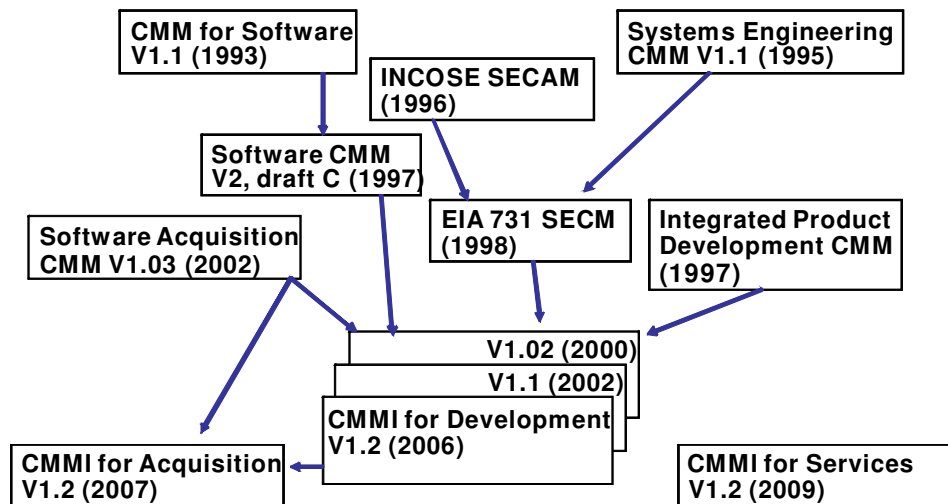 CMM for Software
V1.1 (1993)
Systems Engineering
CMM V1.1 (1995)
INCOSE SECAM
(1996)
Software CMM
V2, draft C (1997)
EIA 731 SECM
(1998)
Integrated Product
Development CMM
(1997)
Software Acquisition
CMM V1.03 (2002)
V1.02 (2000)
V1.1 (2002)
CMMI for Development
V1.2 (2006)
CMMI for Acquisition
V1.2 (2007)
CMMI for Services
V1.2 (2009)